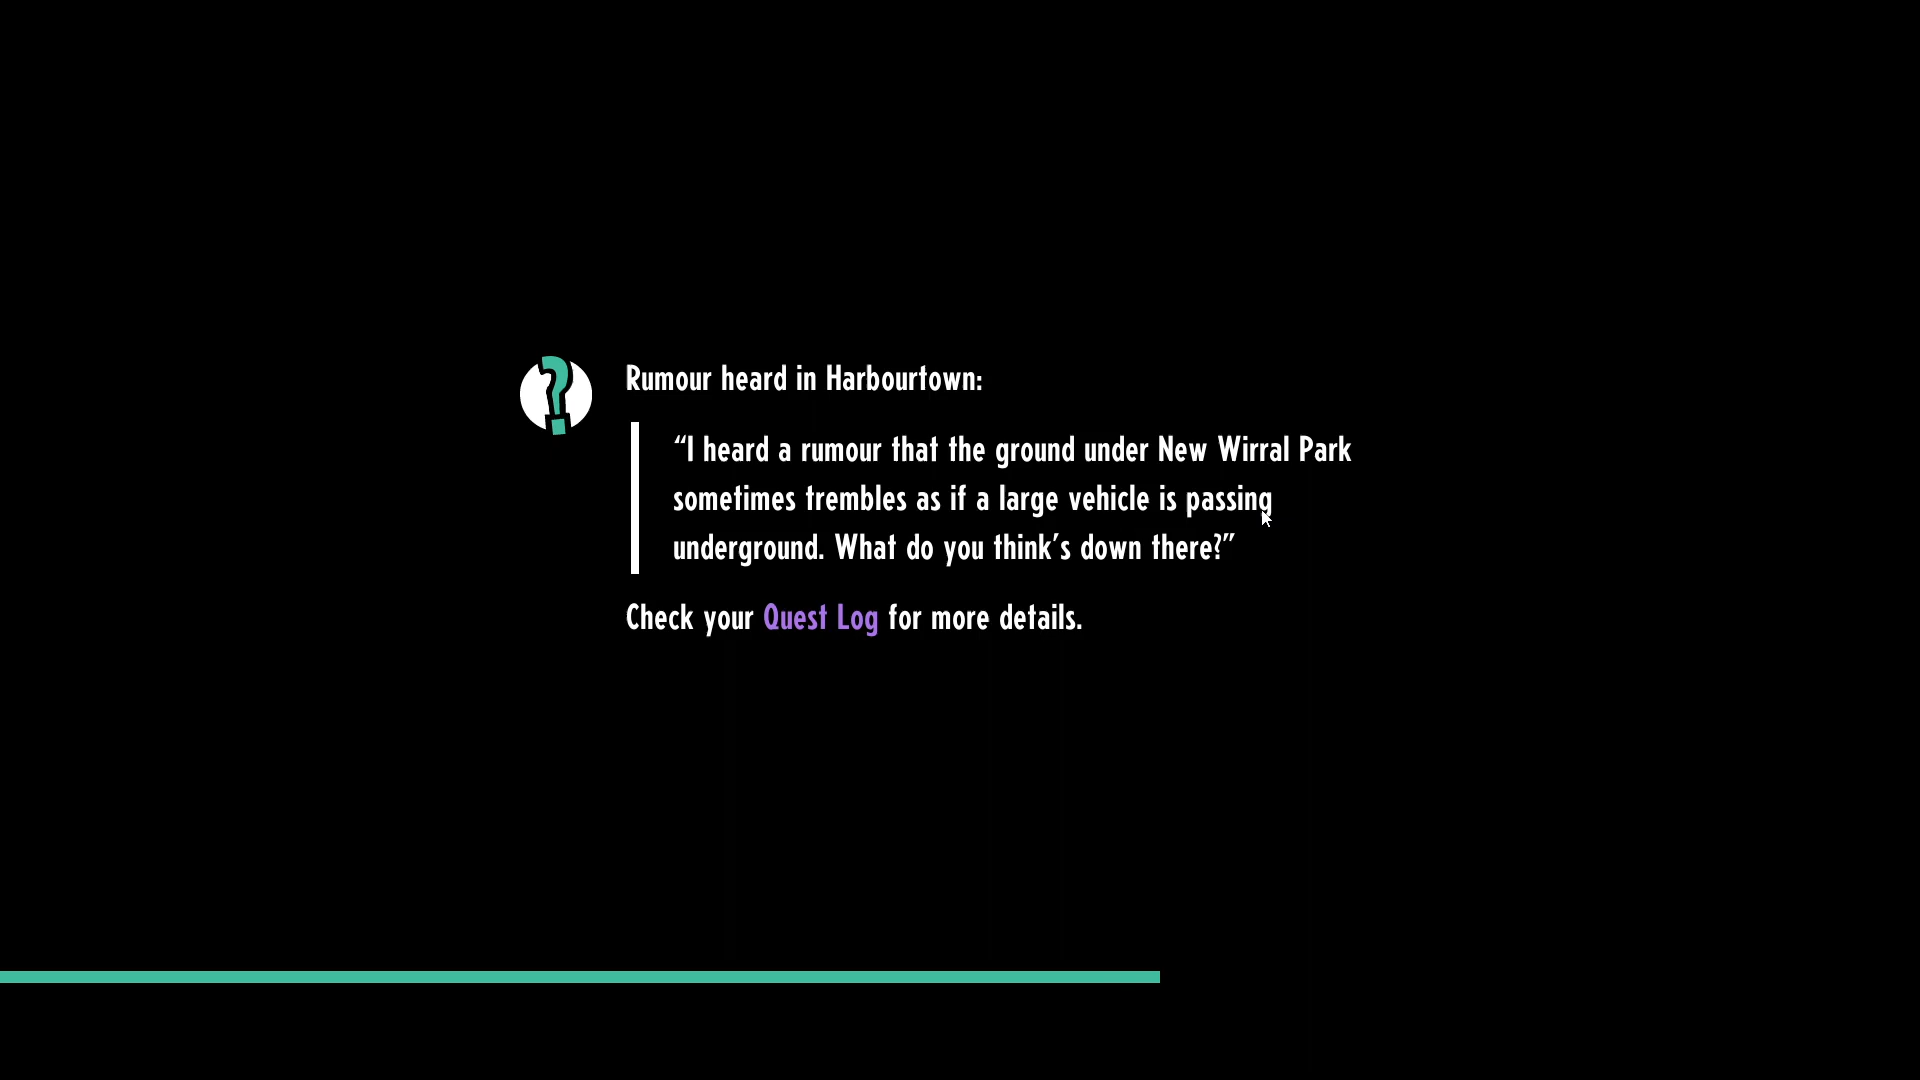 Rumour heard in Harbourtown:
“I heard a rumour that the ground under New Wirral Park
sometimes trembles as if a large vehicle is passing
underground. What do you think’s down there?”
Check your Quest Log for more details.